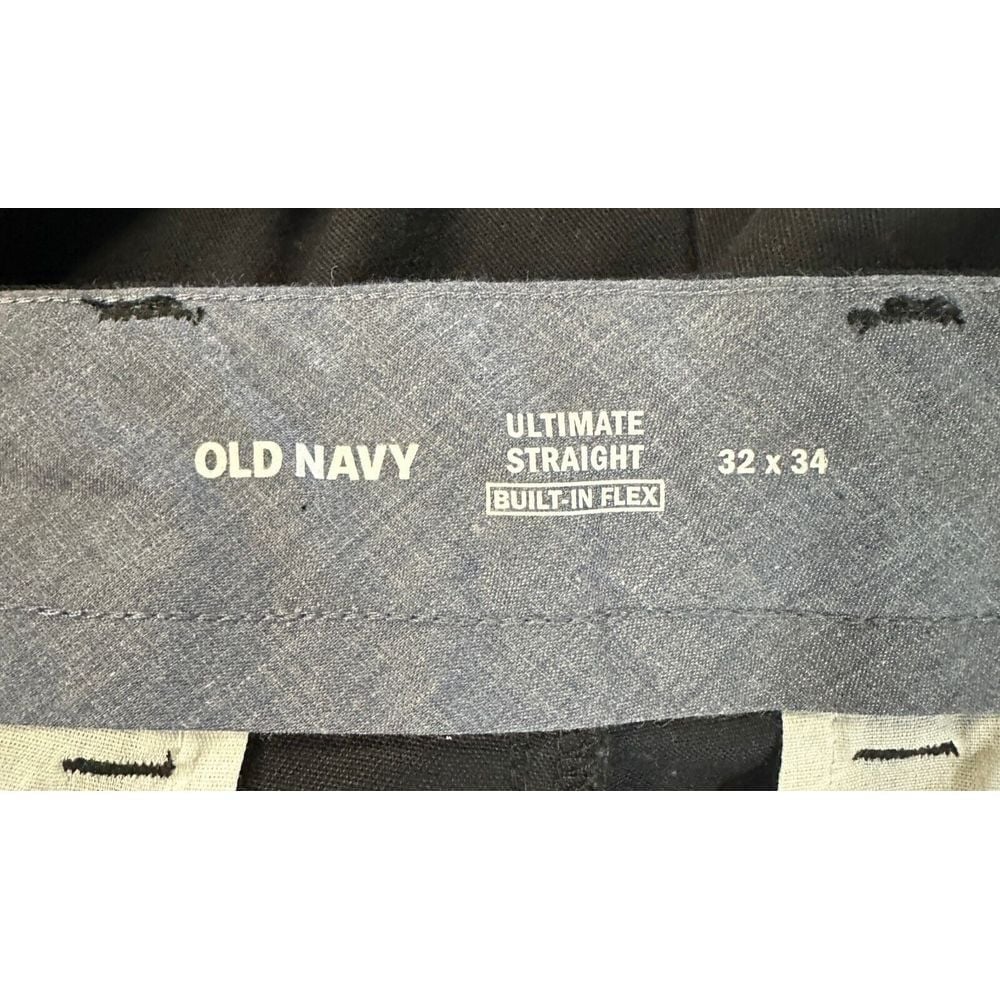 OLD NAVY
ULTIMATE
STRAIGHT
BUILT-IN FLEX
32 x 34